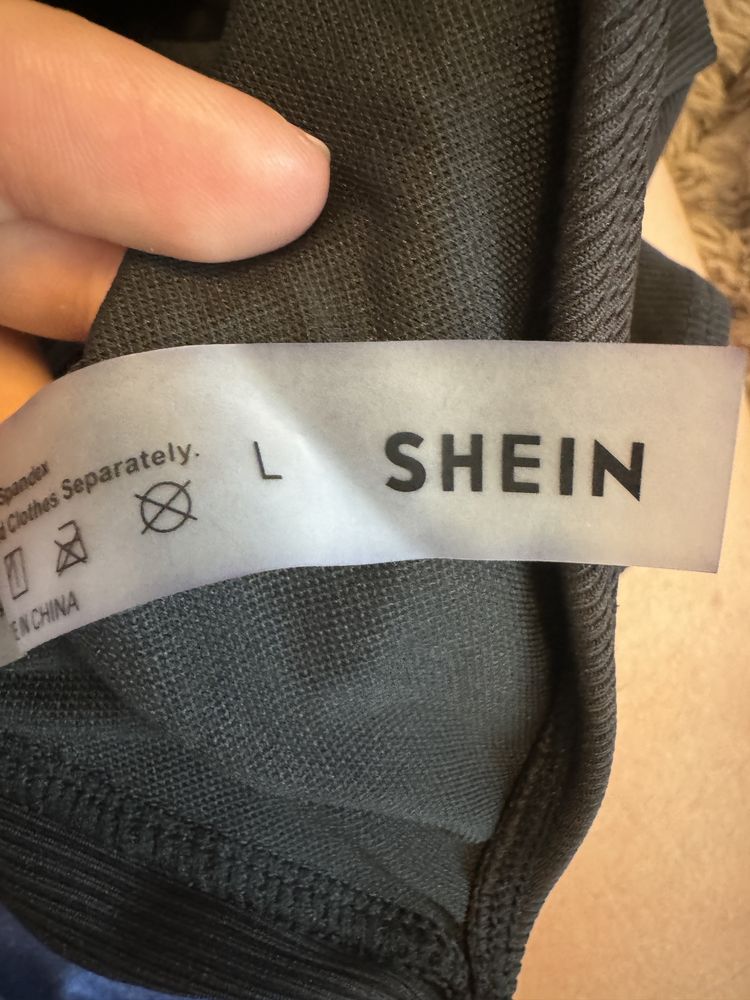 Spandex
Clothes Separately.
L SHEIN
E IN CHINA